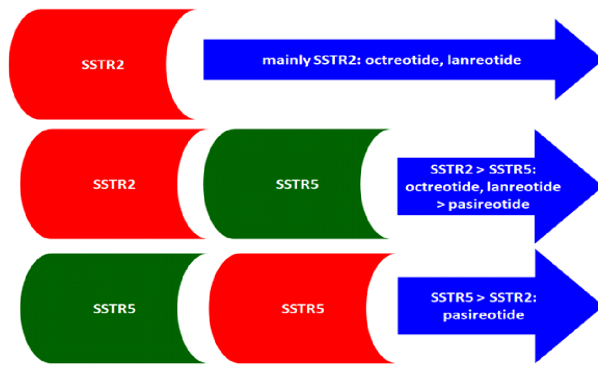 SSTR2
mainly SSTR2: octreotide, lanreotide
SSTR2
SSTR5
SSTR2 > SSTR5:
octreotide, lanreotide
> pasireotide
SSTR5
SSTR5
SSTR5 > SSTR2:
pasireotide